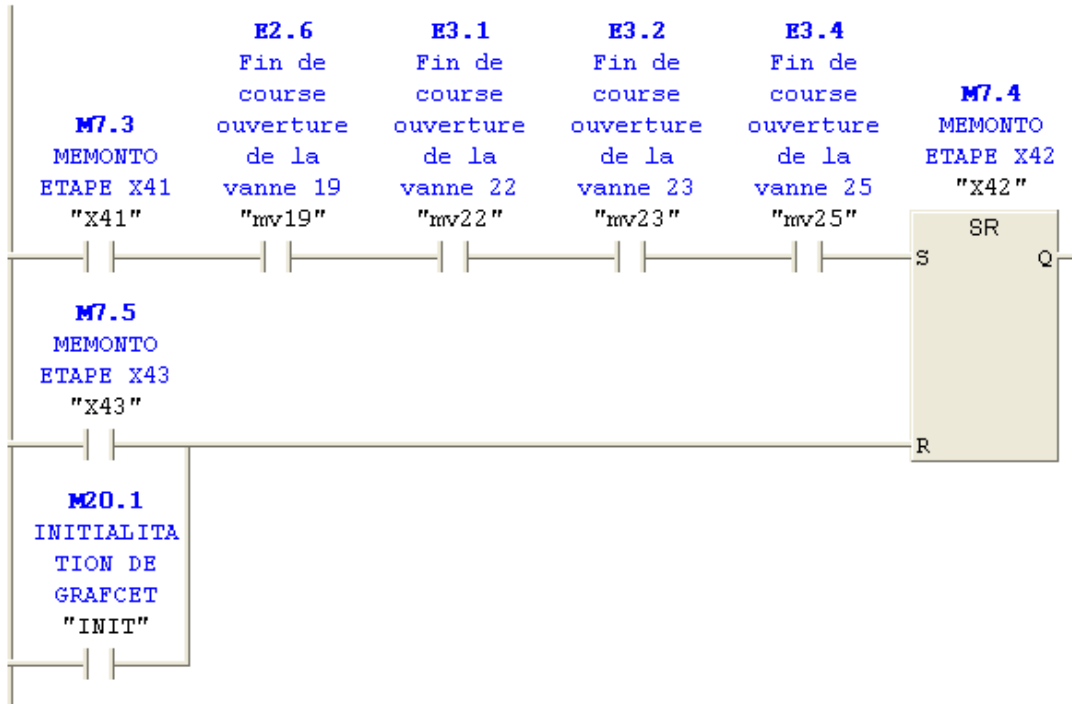 E2.6
Fin de
course
ouverture
de la
vanne 19
"mv19"
E3.1
Fin de
course
ouverture
de la
vanne 22
"mv22"
E3.2
Fin de
course
ouverture
de la
vanne 23
"mv23"
E3.4
Fin de
course
ouverture
de la
vanne 25
"mv25"
M7.3
MEMONTO
ETAPE X41
"X41"
M7.4
MEMONTO
ETAPE X42
"X42"
SR
S
Q
R
M7.5
MEMONTO
ETAPE X43
"X43"
M20.1
INITIALITA
TION DE
GRAFCET
"INIT"